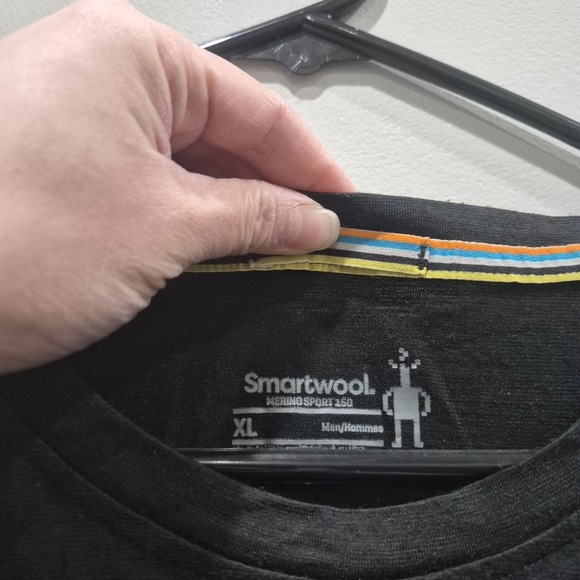 Smartwool®
MERINO SPORT 150
XL Men/Hommes